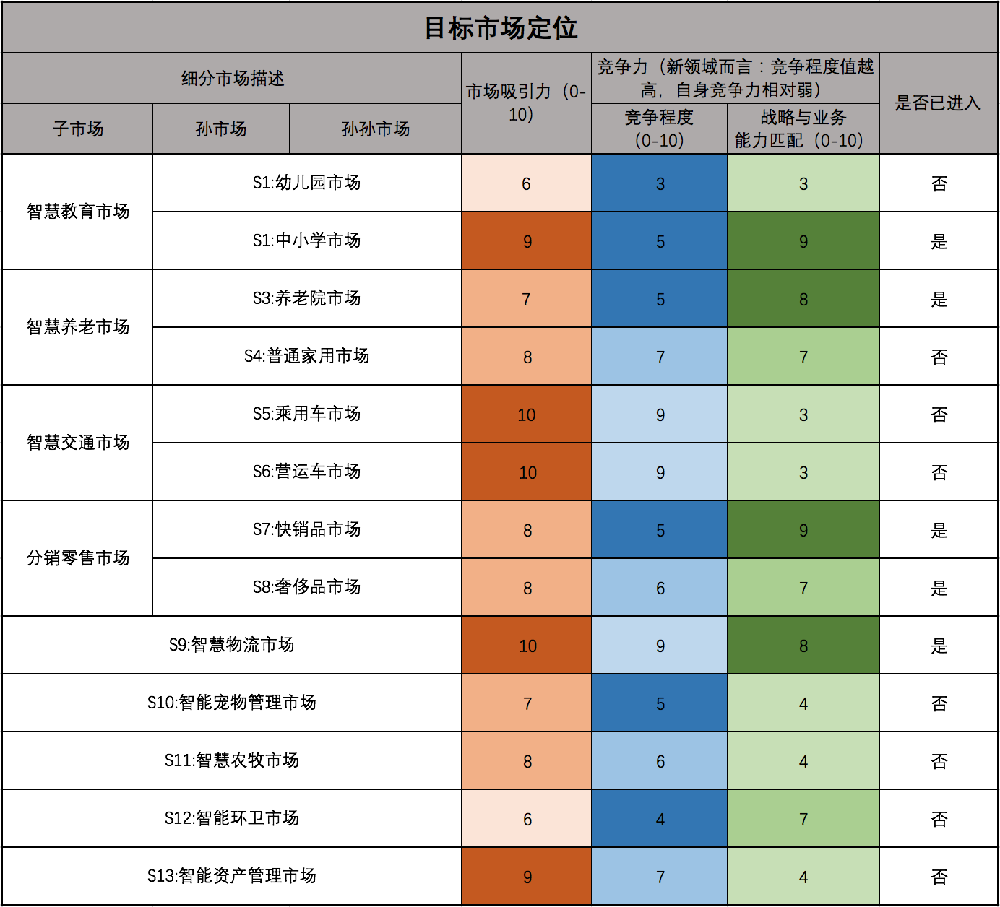 目标市场定位
细分市场描述
市场吸引力（0-
10）
竞争力（新领域而言：竞争程度值越
高，自身竞争力相对弱）
是否已进入
子市场
孙市场
孙孙市场
竞争程度
（0-10）
战略与业务
能力匹配（0-10）
智慧教育市场
S1:幼儿园市场
6
3
3
否
S1:中小学市场
9
5
9
是
智慧养老市场
S3:养老院市场
7
5
8
是
S4:普通家用市场
8
7
7
否
智慧交通市场
S5:乘用车市场
10
9
3
否
S6:营运车市场
10
9
3
否
分销零售市场
S7:快销品市场
8
5
9
是
S8:奢侈品市场
8
6
7
是
S9:智慧物流市场
10
9
8
是
S10:智能宠物管理市场
7
5
4
否
S11:智慧农牧市场
8
6
4
否
S12:智能环卫市场
6
4
7
否
S13:智能资产管理市场
9
7
4
否